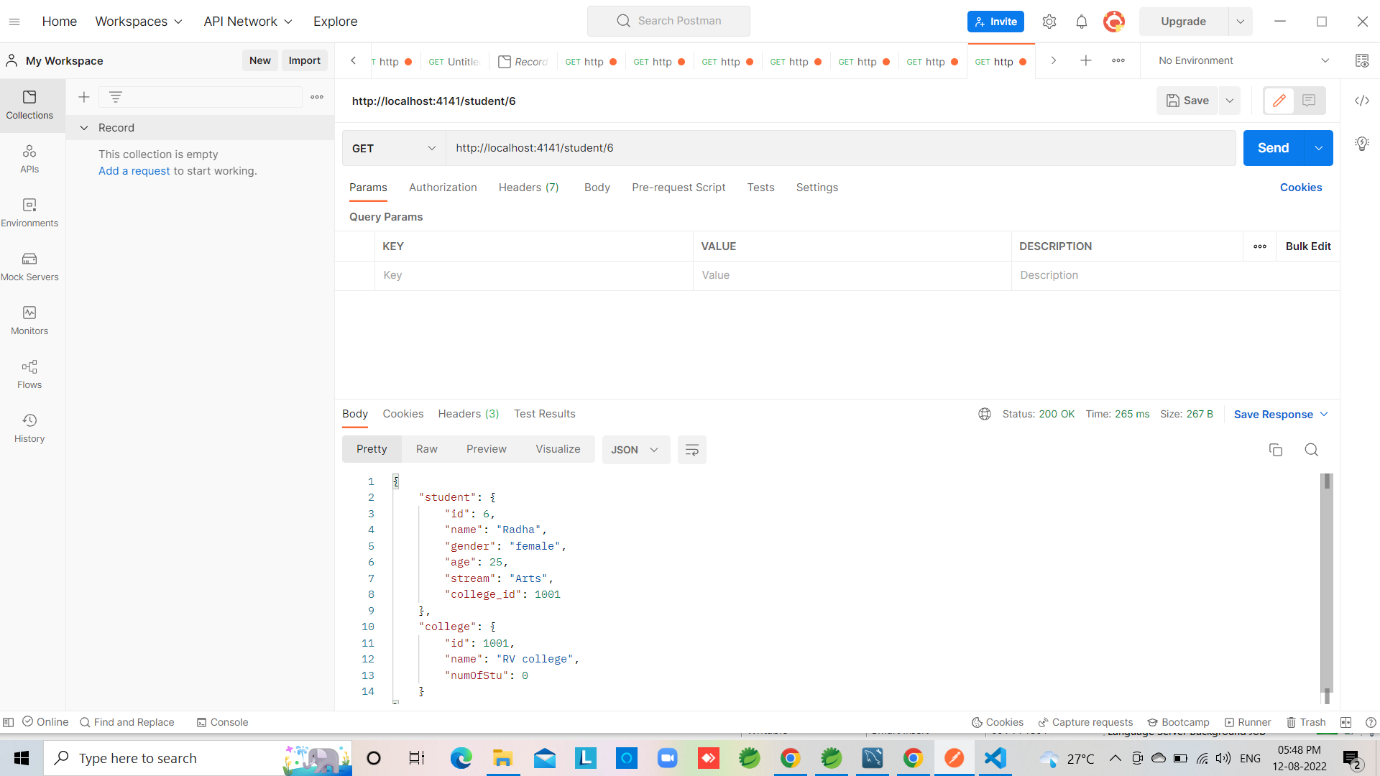 Home Workspaces API Network Explore Search Postman Invite Upgrade
My Workspace New Import T http GET Untitle Record GET http GET http GET http GET http GET http GET http GET http No Environment
Collections
APIs
Environments
Mock Servers
Monitors
Flows
History
Record
This collection is empty
Add a request to start working.
http://localhost:4141/student/6 Save
GET http://localhost:4141/student/6 Send
Params Authorization Headers (7) Body Pre-request Script Tests Settings Cookies
Query Params
KEY VALUE DESCRIPTION Bulk Edit
Key Value Description
Body Cookies Headers (3) Test Results Status: 200 OK Time: 265 ms Size: 267 B Save Response
Pretty Raw Preview Visualize JSON
1 {
2 "student": {
3 "id": 6,
4 "name": "Radha",
5 "gender": "female",
6 "age": 25,
7 "stream": "Arts",
8 "college_id": 1001
9 },
10 "college": {
11 "id": 1001,
12 "name": "RV college",
13 "numOfStu": 0
14 }
Online Find and Replace Console Cookies Capture requests Bootcamp Runner Trash
Type here to search L 27°C ENG 05:48 PM
12-08-2022 2